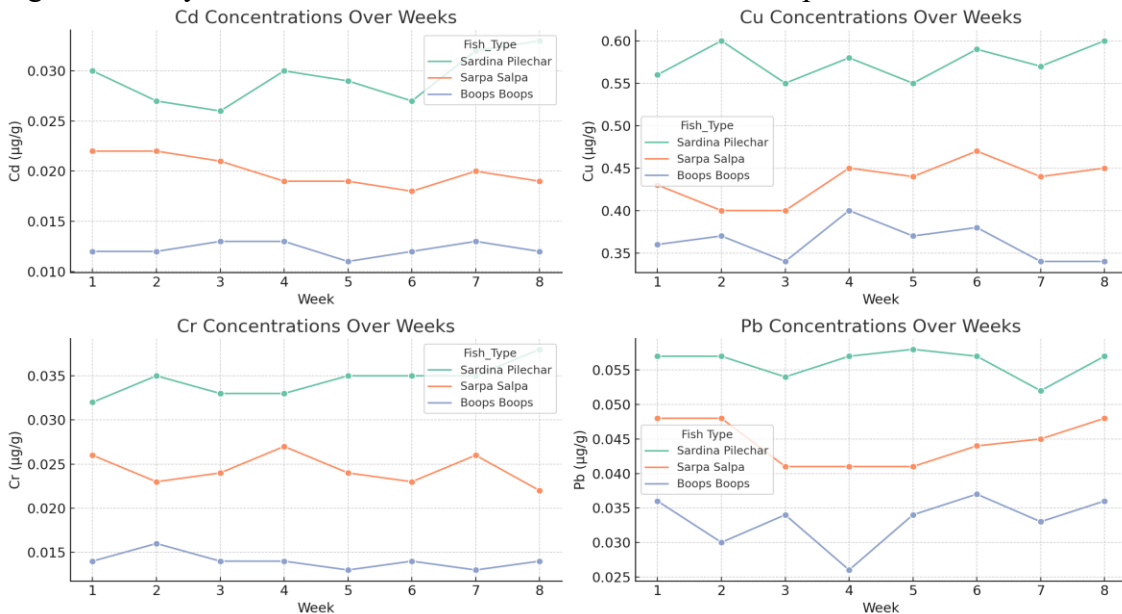 Cd Concentrations Over Weeks
Cd (µg/g)
0.030
0.025
0.020
0.015
0.010
Fish_Type
Sardina Pilechar
Sarpa Salpa
Boops Boops
1 2 3 4 5 6 7 8
Week
Cu Concentrations Over Weeks
Cu (µg/g)
0.60
0.55
0.50
0.45
0.40
0.35
Fish_Type
Sardina Pilechar
Sarpa Salpa
Boops Boops
1 2 3 4 5 6 7 8
Week
Cr Concentrations Over Weeks
Cr (µg/g)
0.035
0.030
0.025
0.020
0.015
Fish_Type
Sardina Pilechar
Sarpa Salpa
Boops Boops
1 2 3 4 5 6 7 8
Week
Pb Concentrations Over Weeks
Pb (µg/g)
0.055
0.050
0.045
0.040
0.035
0.030
0.025
Fish Type
Sardina Pilechar
Sarpa Salpa
Boops Boops
1 2 3 4 5 6 7 8
Week